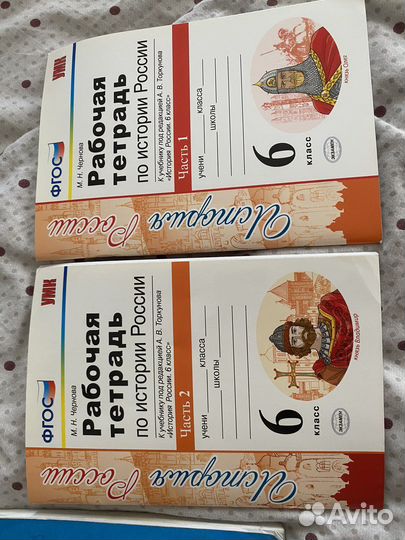 УМК
ФГОС
М. Н. Чернова
Рабочая
тетрадь
по истории России
К учебнику под редакцией А. В. Торкунова
«История России. 6 класс»
Часть 1
учени
класса
школы
6
класс
князь Олег
ЭКЗАМЕН
История
России
УМК
ФГОС
М. Н. Чернова
Рабочая
тетрадь
по истории России
К учебнику под редакцией А. В. Торкунова
«История России. 6 класс»
Часть 2
учени
класса
школы
6
класс
князь Владимир
ЭКЗАМЕН
История
России
Avito